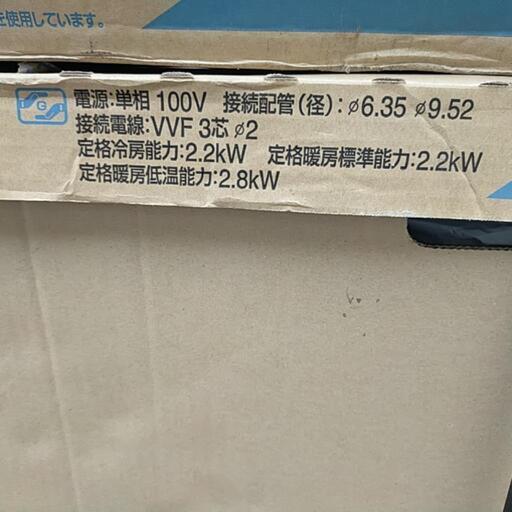 を使用しています。
G
電源:単相 100V 接続配管(径):ø6.35 ø9.52
接続電線:VVF 3芯 ø2
定格冷房能力:2.2kW 定格暖房標準能力:2.2kW
定格暖房低温能力:2.8kW